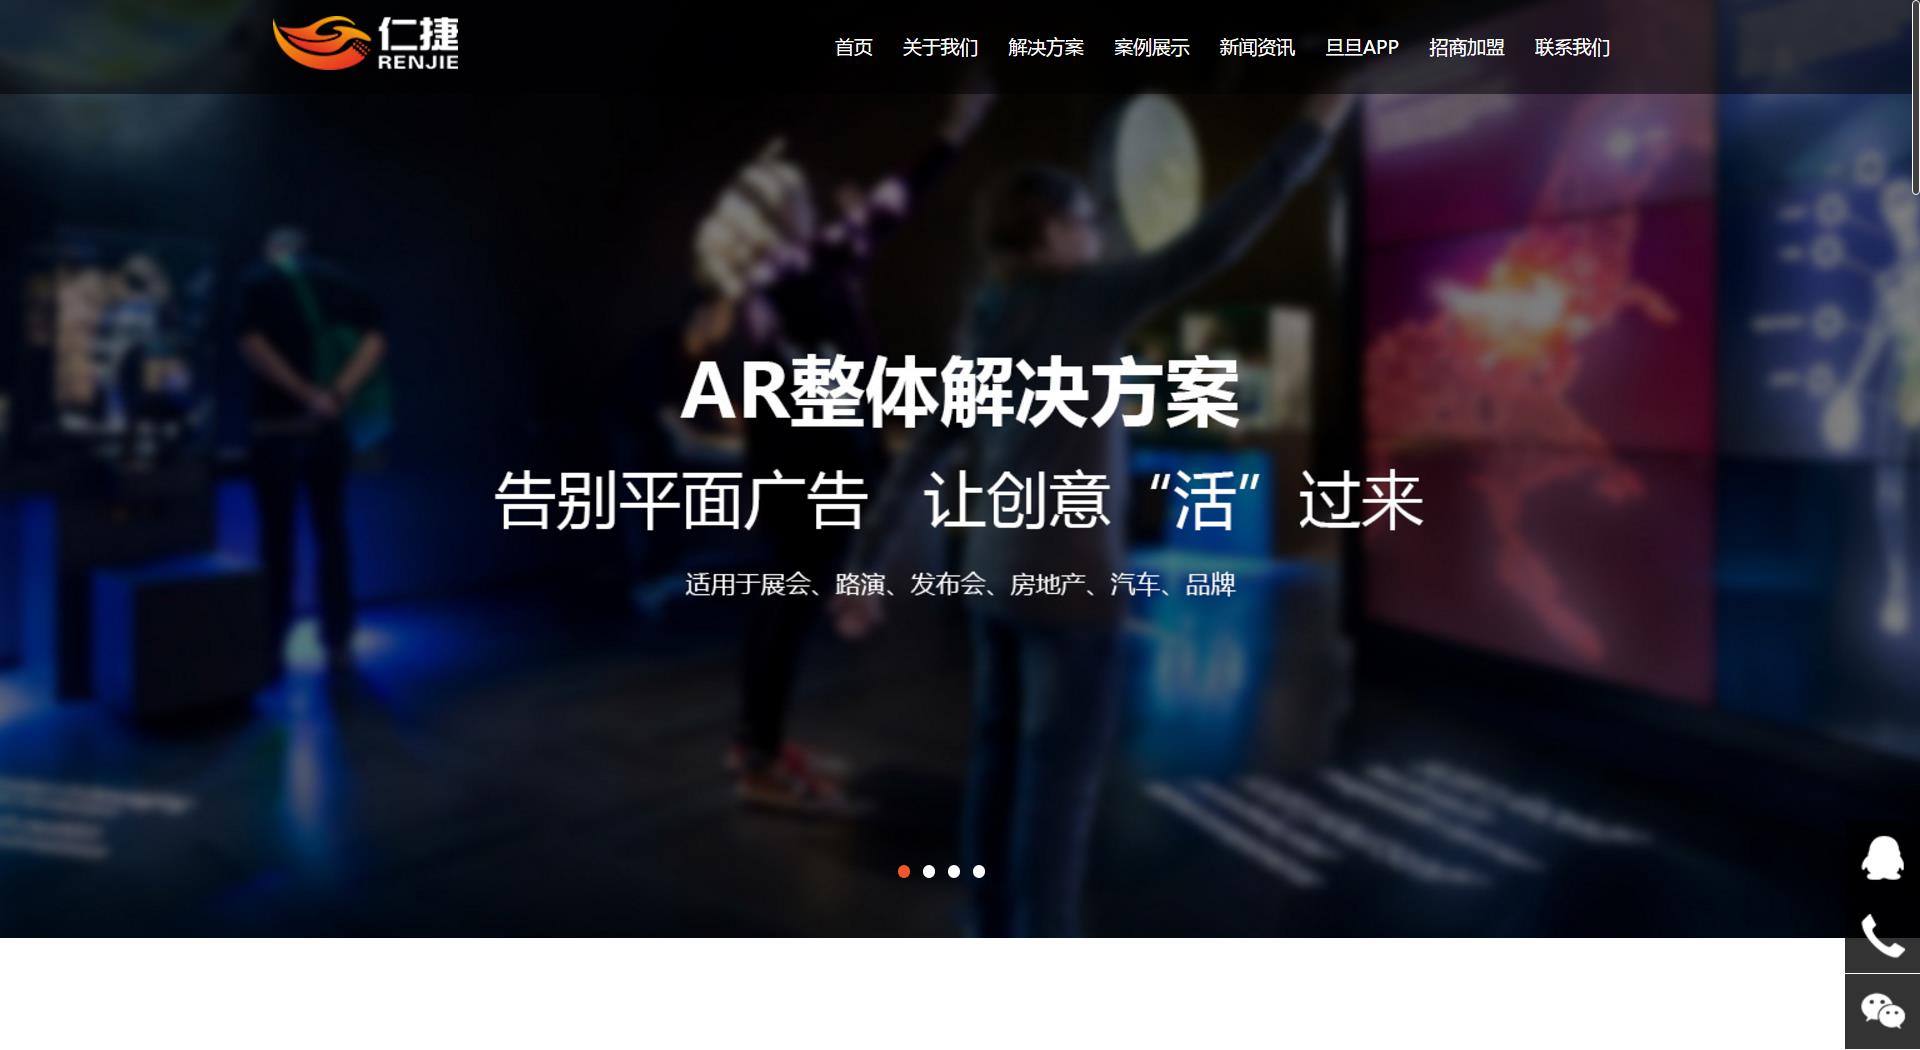 仁捷
RENJIE
首页 关于我们 解决方案 案例展示 新闻资讯 旦旦APP 招商加盟 联系我们
AR整体解决方案
告别平面广告 让创意“活”过来
适用于展会、路演、发布会、房地产、汽车、品牌